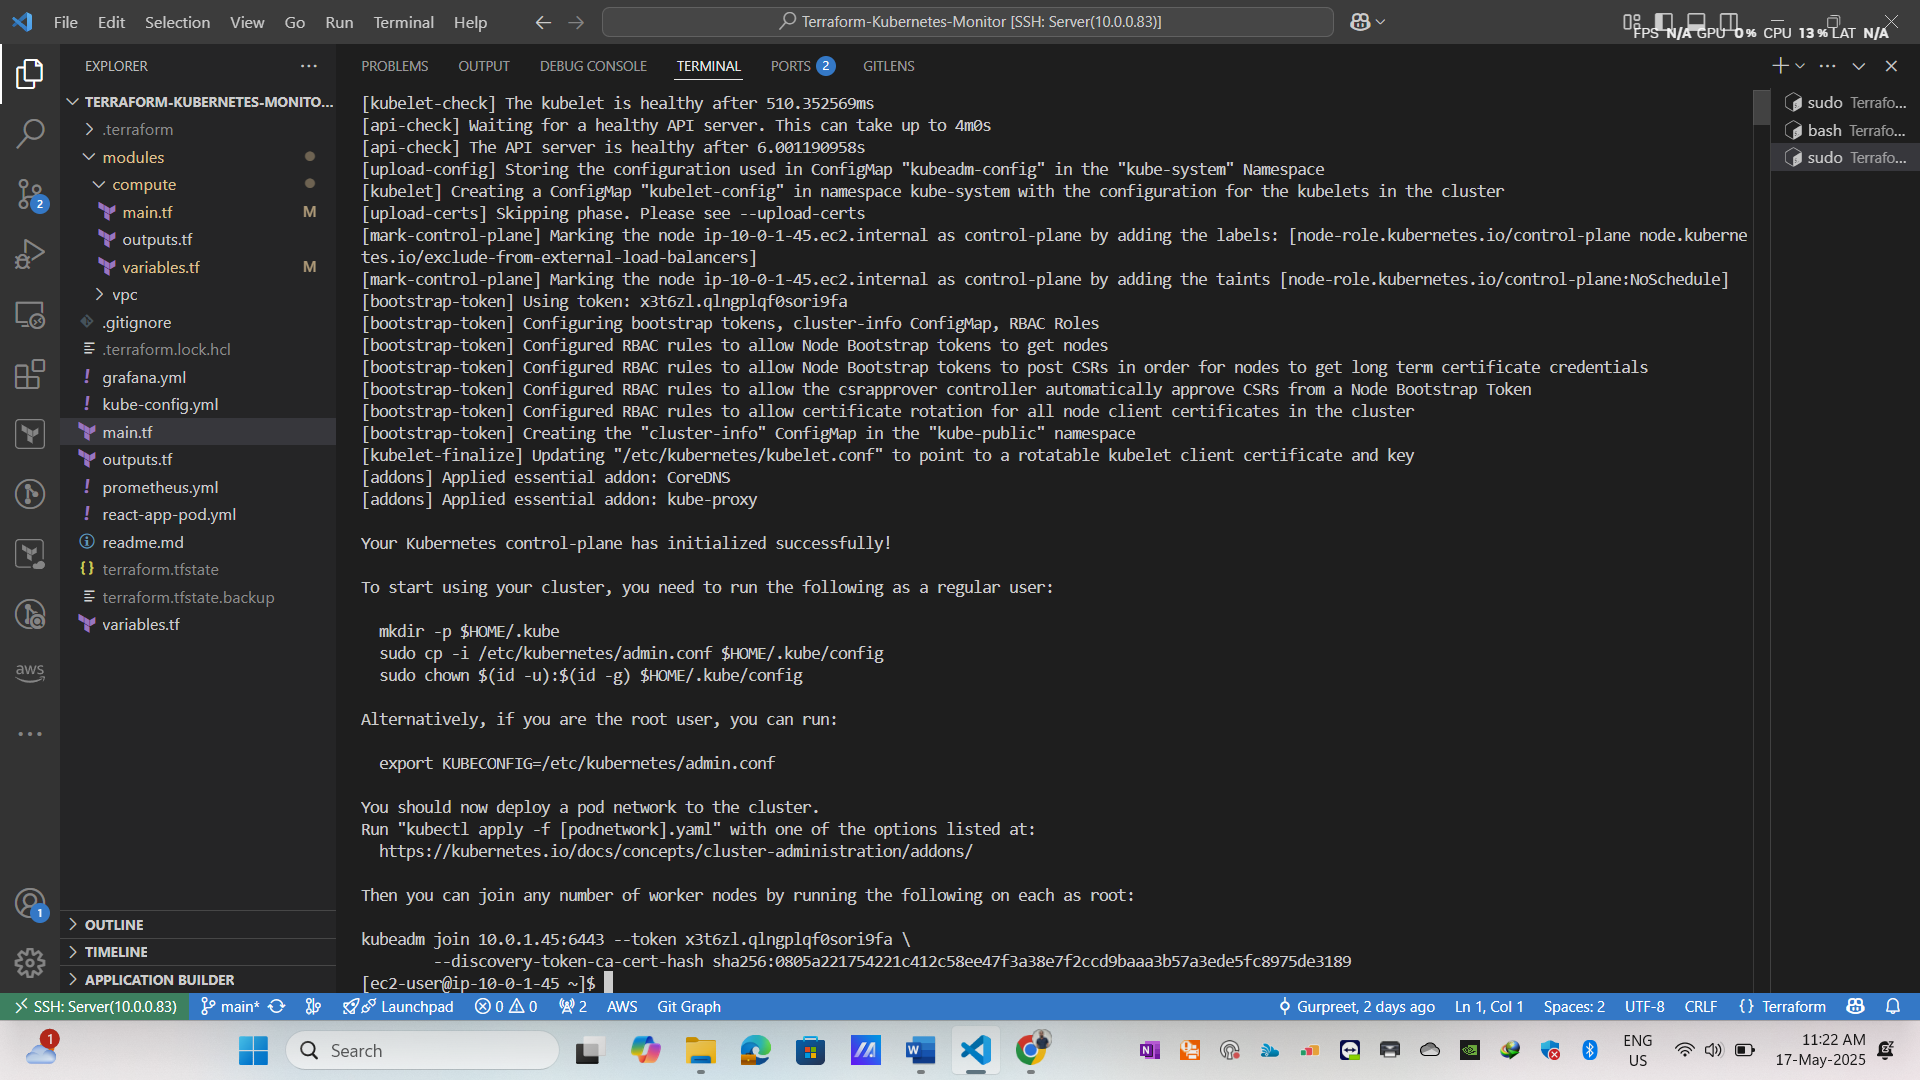 File Edit Selection View Go Run Terminal Help
Terraform-Kubernetes-Monitor [SSH: Server(10.0.0.83)]
FPS N/A GPU 0% CPU 13% LAT N/A
EXPLORER
TERRAFORM-KUBERNETES-MONITO...
.terraform
modules
compute
main.tf M
outputs.tf
variables.tf M
vpc
.gitignore
.terraform.lock.hcl
grafana.yml
kube-config.yml
main.tf
outputs.tf
prometheus.yml
react-app-pod.yml
readme.md
terraform.tfstate
terraform.tfstate.backup
variables.tf
OUTLINE
TIMELINE
APPLICATION BUILDER
2
aws
1
PROBLEMS OUTPUT DEBUG CONSOLE TERMINAL PORTS 2 GITLENS
[kubelet-check] The kubelet is healthy after 510.352569ms
[api-check] Waiting for a healthy API server. This can take up to 4m0s
[api-check] The API server is healthy after 6.001190958s
[upload-config] Storing the configuration used in ConfigMap "kubeadm-config" in the "kube-system" Namespace
[kubelet] Creating a ConfigMap "kubelet-config" in namespace kube-system with the configuration for the kubelets in the cluster
[upload-certs] Skipping phase. Please see --upload-certs
[mark-control-plane] Marking the node ip-10-0-1-45.ec2.internal as control-plane by adding the labels: [node-role.kubernetes.io/control-plane node.kuberne
tes.io/exclude-from-external-load-balancers]
[mark-control-plane] Marking the node ip-10-0-1-45.ec2.internal as control-plane by adding the taints [node-role.kubernetes.io/control-plane:NoSchedule]
[bootstrap-token] Using token: x3t6zl.qlngplqf0sori9fa
[bootstrap-token] Configuring bootstrap tokens, cluster-info ConfigMap, RBAC Roles
[bootstrap-token] Configured RBAC rules to allow Node Bootstrap tokens to get nodes
[bootstrap-token] Configured RBAC rules to allow Node Bootstrap tokens to post CSRs in order for nodes to get long term certificate credentials
[bootstrap-token] Configured RBAC rules to allow the csrapprover controller automatically approve CSRs from a Node Bootstrap Token
[bootstrap-token] Configured RBAC rules to allow certificate rotation for all node client certificates in the cluster
[bootstrap-token] Creating the "cluster-info" ConfigMap in the "kube-public" namespace
[kubelet-finalize] Updating "/etc/kubernetes/kubelet.conf" to point to a rotatable kubelet client certificate and key
[addons] Applied essential addon: CoreDNS
[addons] Applied essential addon: kube-proxy
Your Kubernetes control-plane has initialized successfully!
To start using your cluster, you need to run the following as a regular user:
mkdir -p $HOME/.kube
sudo cp -i /etc/kubernetes/admin.conf $HOME/.kube/config
sudo chown $(id -u):$(id -g) $HOME/.kube/config
Alternatively, if you are the root user, you can run:
export KUBECONFIG=/etc/kubernetes/admin.conf
You should now deploy a pod network to the cluster.
Run "kubectl apply -f [podnetwork].yaml" with one of the options listed at:
https://kubernetes.io/docs/concepts/cluster-administration/addons/
Then you can join any number of worker nodes by running the following on each as root:
kubeadm join 10.0.1.45:6443 --token x3t6zl.qlngplqf0sori9fa \
--discovery-token-ca-cert-hash sha256:0805a221754221c412c58ee47f3a38e7f2ccd9baaa3b57a3ede5fc8975de3189
[ec2-user@ip-10-0-1-45 ~]$
sudo Terrafo...
bash Terrafo...
sudo Terrafo...
SSH: Server(10.0.0.83) main* Launchpad 0 0 2 AWS Git Graph Gurpreet, 2 days ago Ln 1, Col 1 Spaces: 2 UTF-8 CRLF {} Terraform
1
Search
ENG
US
11:22 AM
17-May-2025